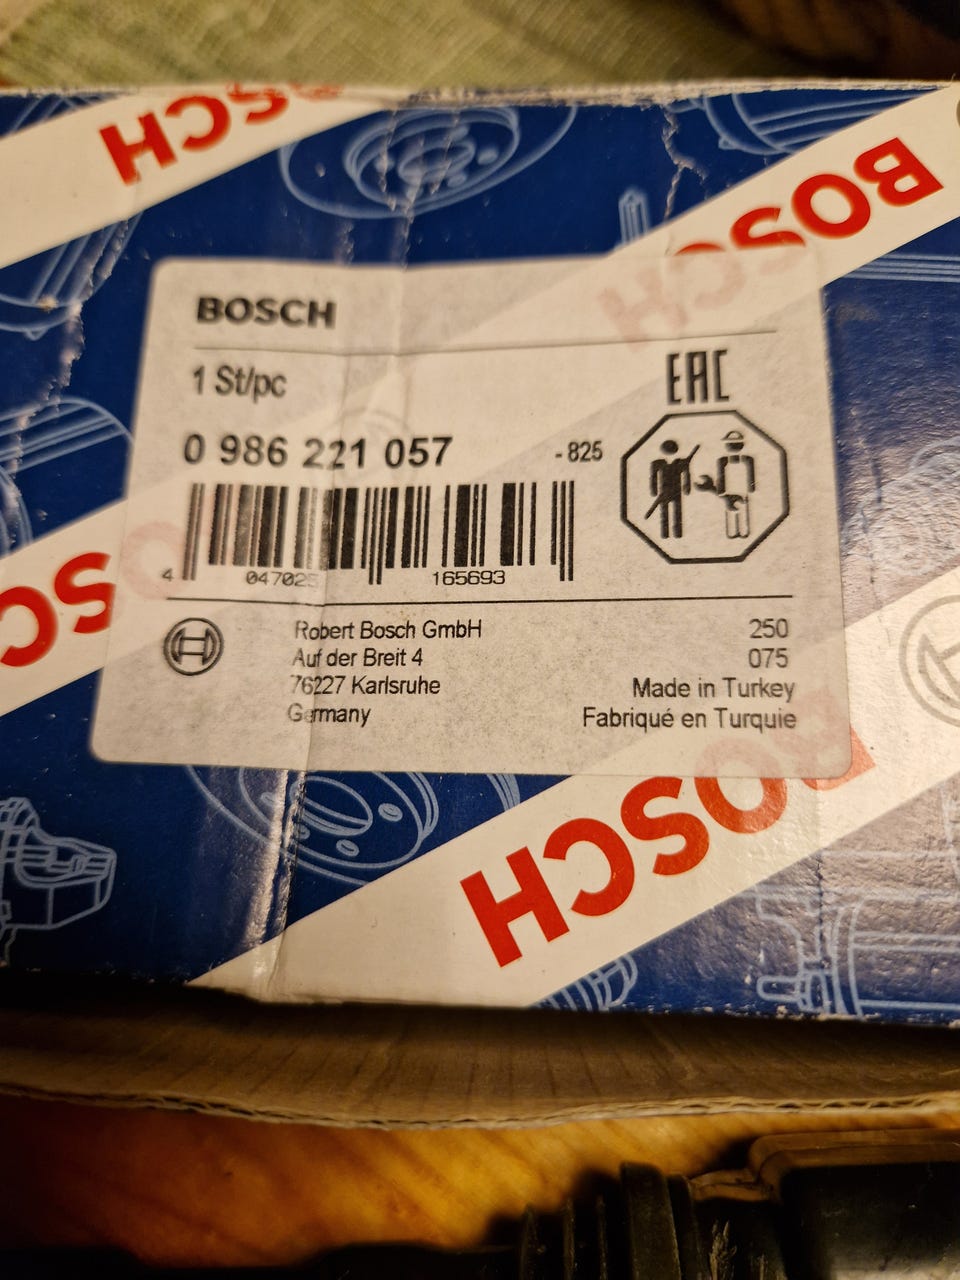 BOSCH
BOSCH
BOSCH
1 St/pc
EAC
0 986 221 057
-825
4 047025 165693
Robert Bosch GmbH
250
Auf der Breit 4
075
76227 Karlsruhe
Made in Turkey
Germany
Fabriqué en Turquie
BOSCH